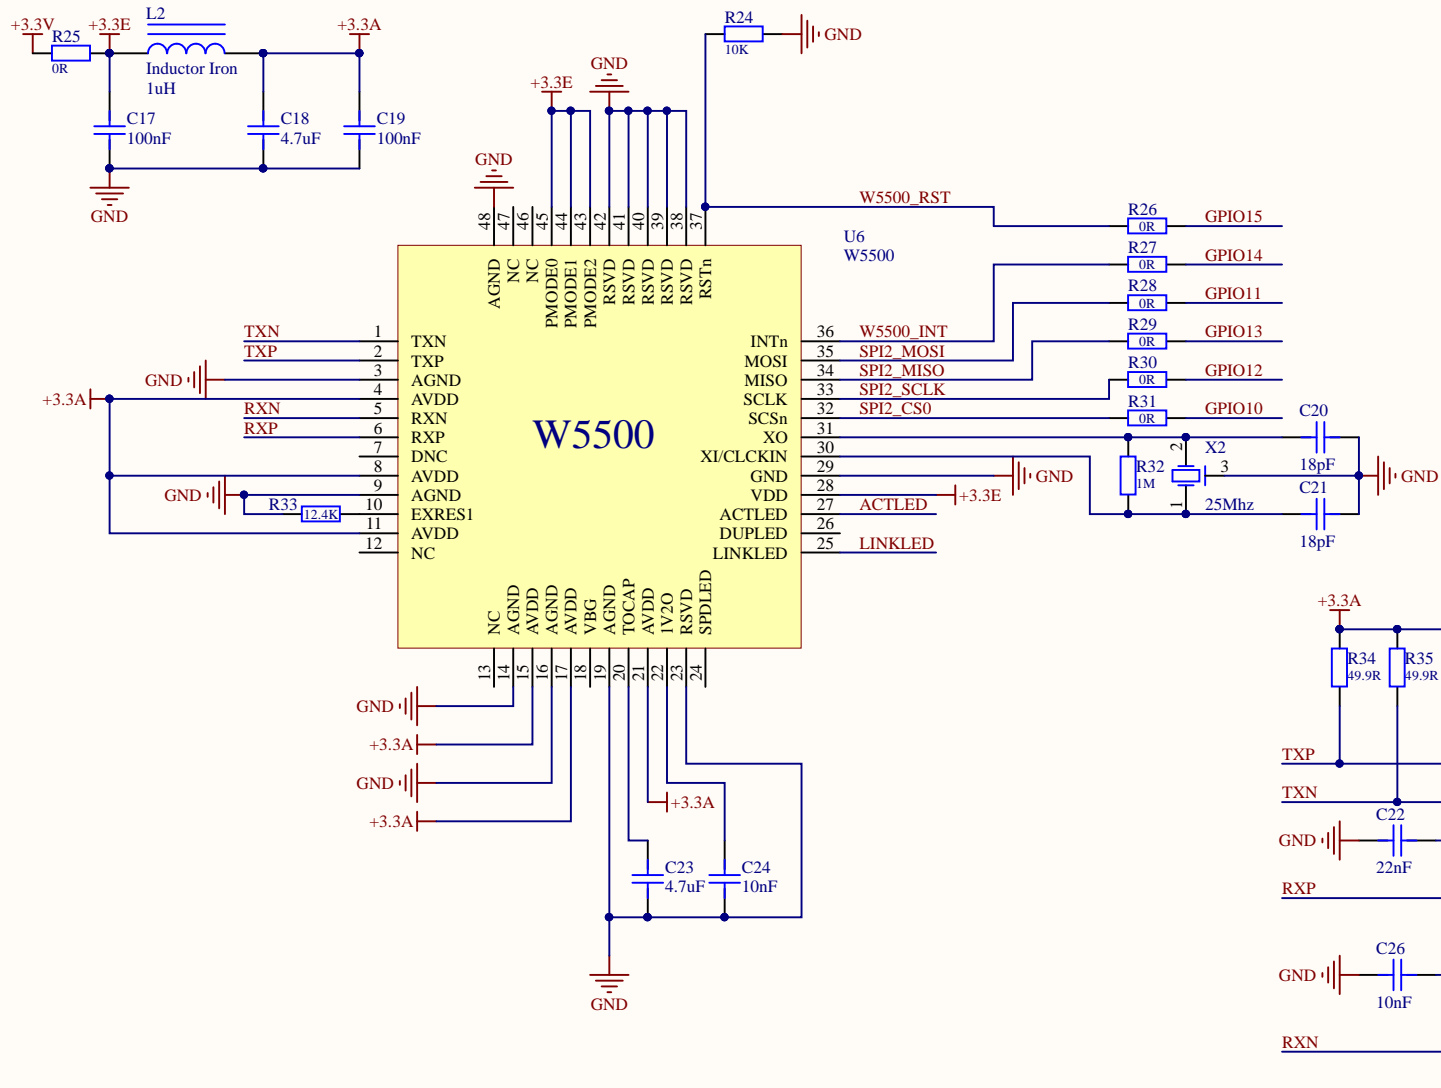 +3.3V
R25
0R
+3.3E
L2
Inductor Iron
1uH
+3.3A
C17
100nF
C18
4.7uF
C19
100nF
GND
R24
10K
GND
+3.3E
GND
GND
48
47
46
45
44
43
42
41
40
39
38
37
AGND
NC
NC
PMODE0
PMODE1
PMODE2
RSVD
RSVD
RSVD
RSVD
RSVD
RSTn
U6
W5500
W5500
TXN
1
TXN
TXP
2
TXP
GND
3
AGND
+3.3A
4
AVDD
RXN
5
RXN
RXP
6
RXP
7
DNC
8
AVDD
GND
9
AGND
R33
12.4K
10
EXRES1
11
AVDD
12
NC
INTn
36
W5500_INT
MOSI
35
SPI2_MOSI
MISO
34
SPI2_MISO
SCLK
33
SPI2_SCLK
SCSn
32
SPI2_CS0
XO
31
XI/CLCKIN
30
GND
29
GND
VDD
28
+3.3E
ACTLED
27
ACTLED
DUPLED
26
LINKLED
25
LINKLED
W5500_RST
R26
0R
GPIO15
R27
0R
GPIO14
R28
0R
GPIO11
R29
0R
GPIO13
R30
0R
GPIO12
R31
0R
GPIO10
R32
1M
X2
2
3
1
25Mhz
C20
18pF
C21
18pF
GND
NC
AGND
AVDD
AGND
AVDD
VBG
AGND
TOCAP
AVDD
1V2O
RSVD
SPDLED
13
14
15
16
17
18
19
20
21
22
23
24
GND
+3.3A
GND
+3.3A
+3.3A
C23
4.7uF
C24
10nF
GND
+3.3A
R34
49.9R
R35
49.9R
TXP
TXN
C22
GND
22nF
RXP
C26
GND
10nF
RXN